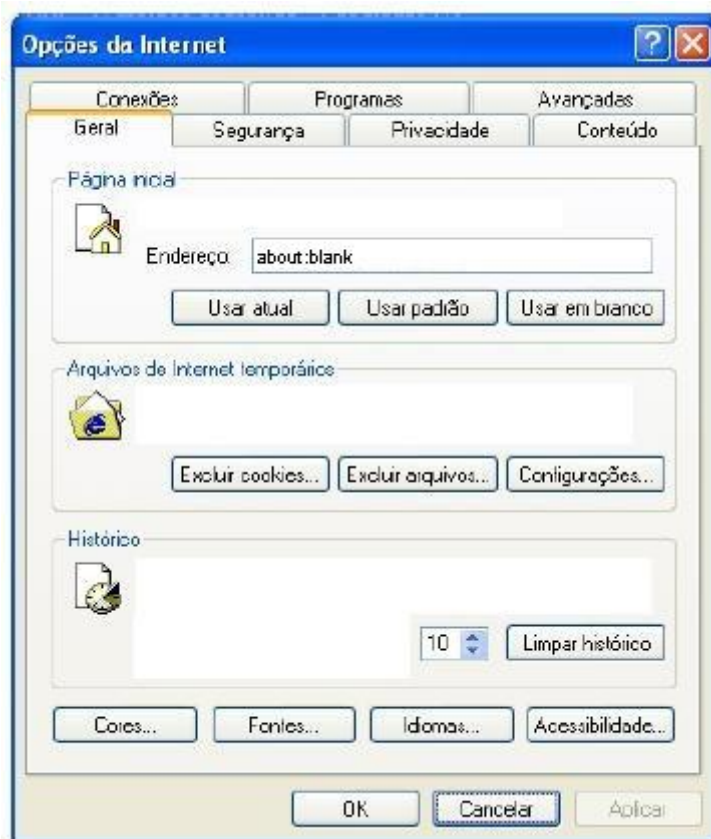 Opções da Internet
Conexões Programas Avançadas
Geral Segurança Privacidade Conteúdo
Página inicial
Endereço: about:blank
Usar atual Usar padrão Usar em branco
Arquivos de Internet temporários
Excluir cookies... Excluir arquivos... Configurações...
Histórico
10 Limpar histórico
Cores... Fontes... Idiomas... Acessibilidade...
OK Cancelar Aplicar